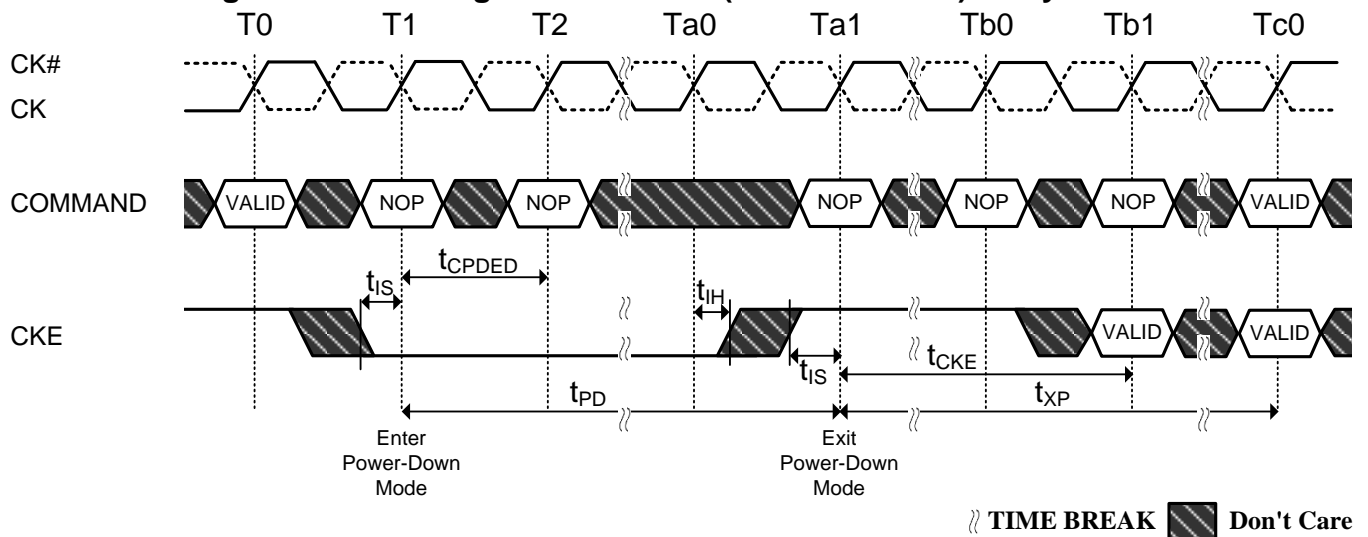 T0 T1 T2 Ta0 Ta1 Tb0 Tb1 Tc0
CK#
CK
COMMAND VALID NOP NOP NOP NOP NOP VALID
tCPDED
tIS tIH
CKE VALID VALID
tIS tCKE
tPD tXP
Enter
Power-Down
Mode
Exit
Power-Down
Mode
TIME BREAK Don't Care